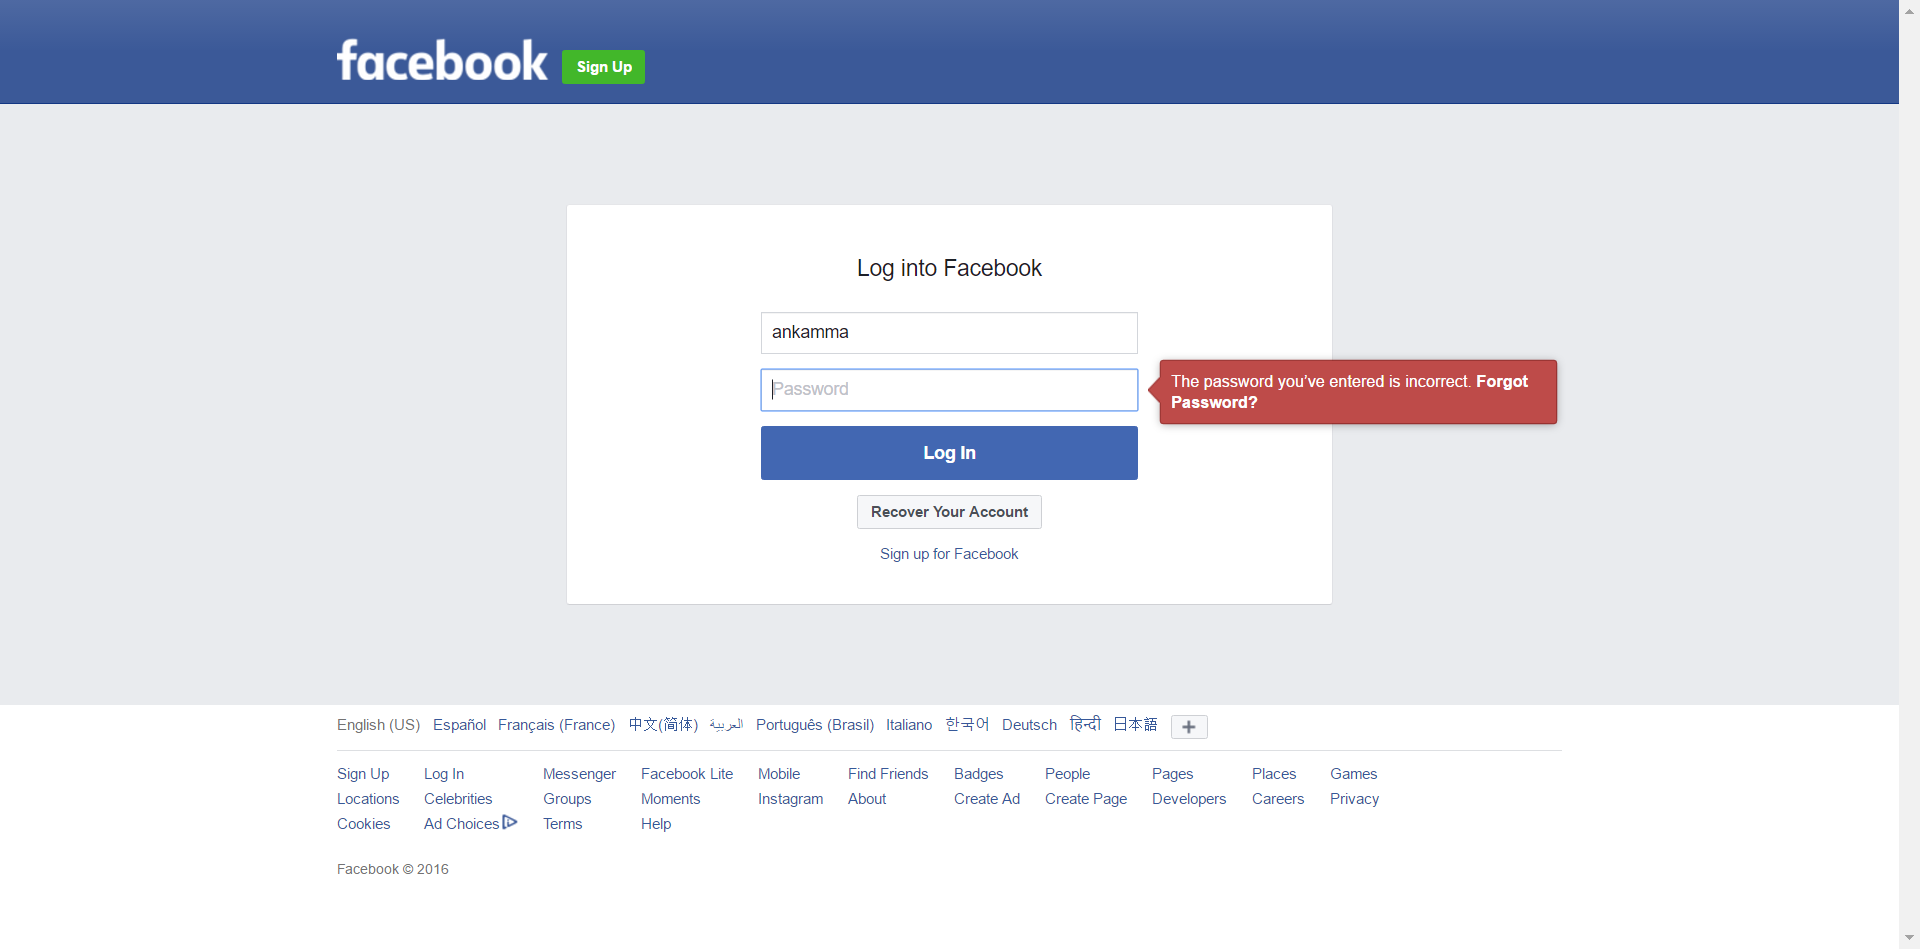 facebook Sign Up
Log into Facebook
ankamma
Password
The password you’ve entered is incorrect. Forgot
Password?
Log In
Recover Your Account
Sign up for Facebook
English (US) Español Français (France) 中文(简体) العربية Português (Brasil) Italiano 한국어 Deutsch हिन्दी 日本語
Sign Up Log In Messenger Facebook Lite Mobile Find Friends Badges People Pages Places Games
Locations Celebrities Groups Moments Instagram About Create Ad Create Page Developers Careers Privacy
Cookies Ad Choices Terms Help
Facebook © 2016